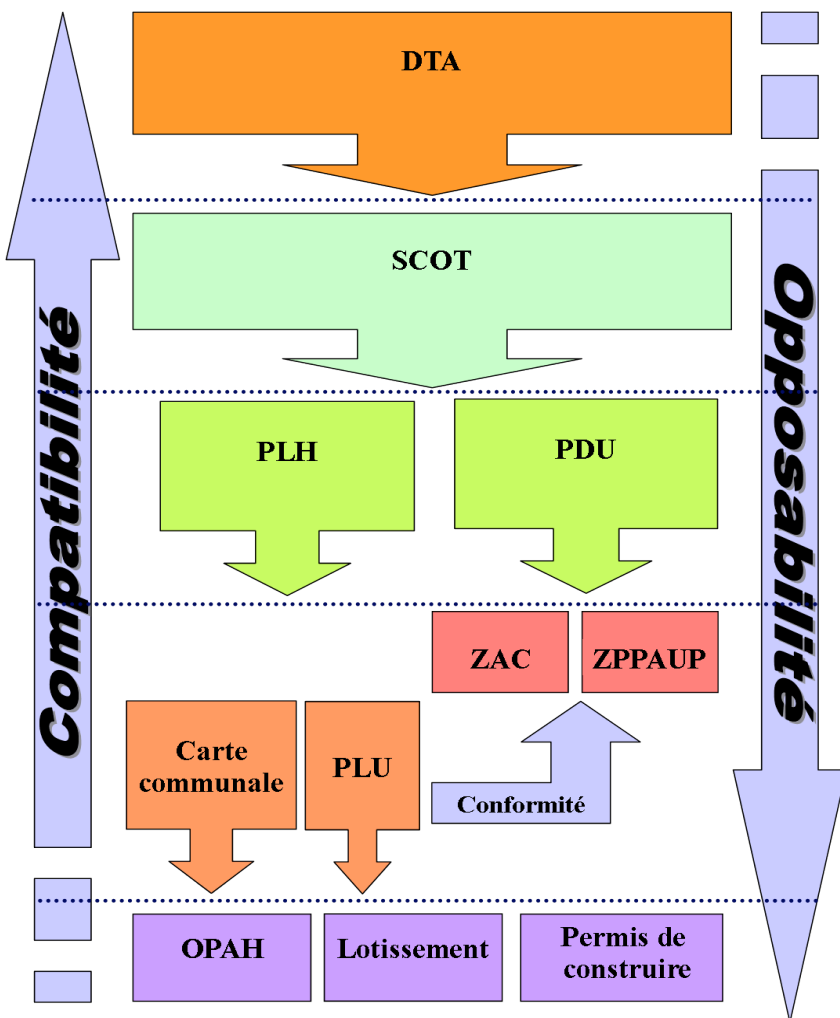 DTA
SCOT
Compatibilité
Opposabilité
PLH
PDU
ZAC
ZPPAUP
Carte
communale
PLU
Conformité
OPAH
Lotissement
Permis de
construire